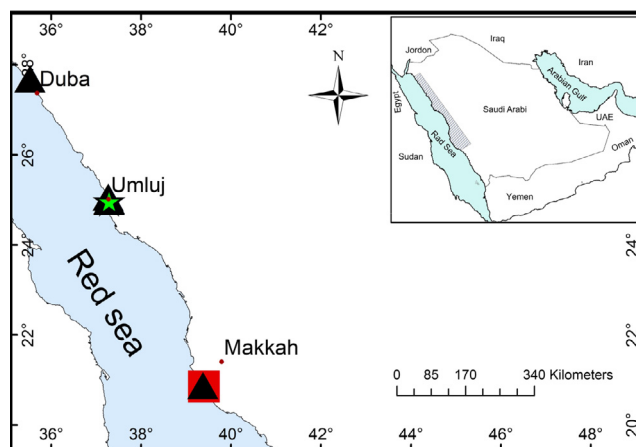 36° 38° 40° 42°
28°
Duba
26°
Umluj
24°
Red sea
22°
Makkah
20°
N
Iraq
Jordon
Iran
Arabian Gulf
Egypt
Saudi Arabi
UAE
Rad Sea
Oman
Sudan
Yemen
24°
22°
20°
0 85 170 340 Kilometers
36° 38° 40° 42° 44° 46° 48°